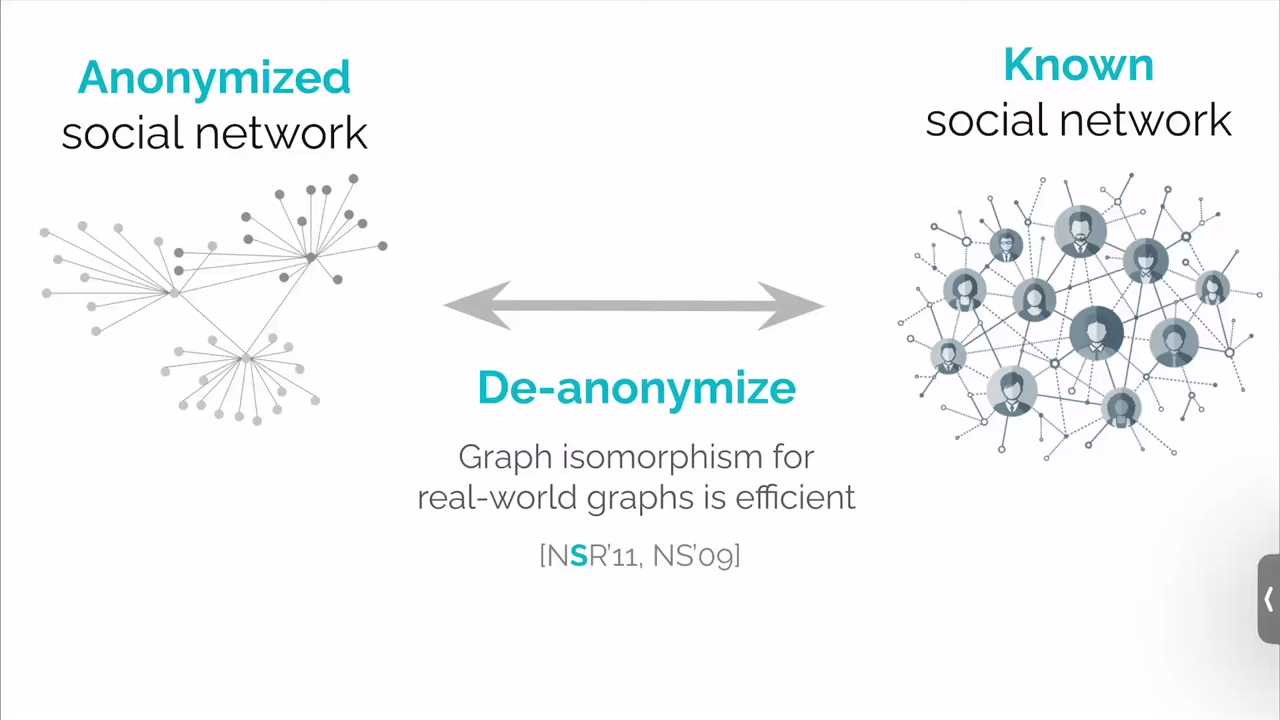 Anonymized
social network
Known
social network
De-anonymize
Graph isomorphism for
real-world graphs is efficient
[NSR'11, NS'09]